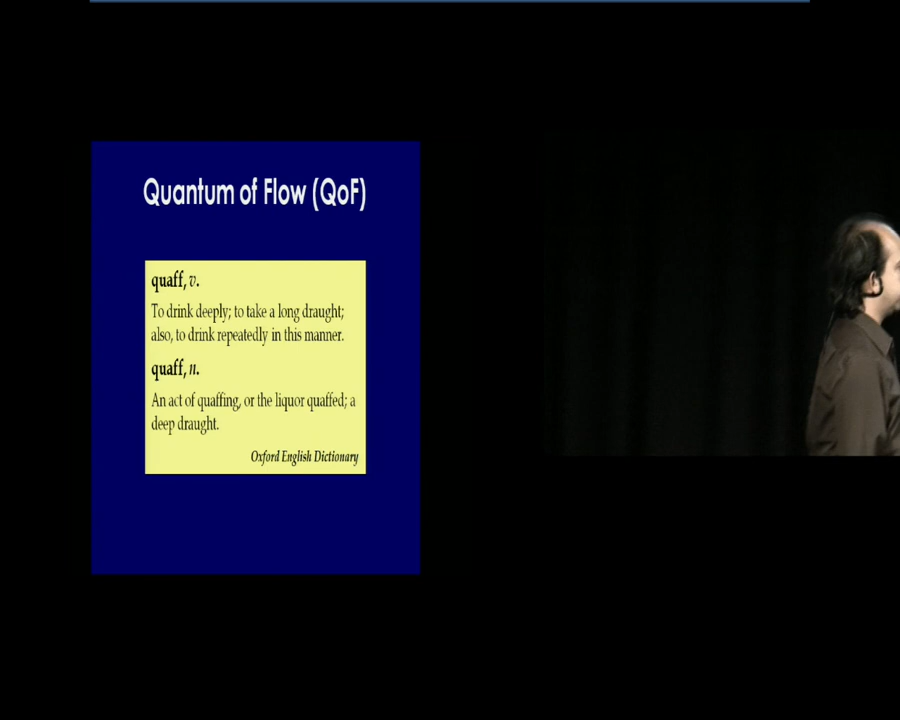 Quantum of Flow (QoF)
quaff, v.
To drink deeply; to take a long draught;
also, to drink repeatedly in this manner.
quaff, n.
An act of quaffing, or the liquor quaffed; a
deep draught.
Oxford English Dictionary